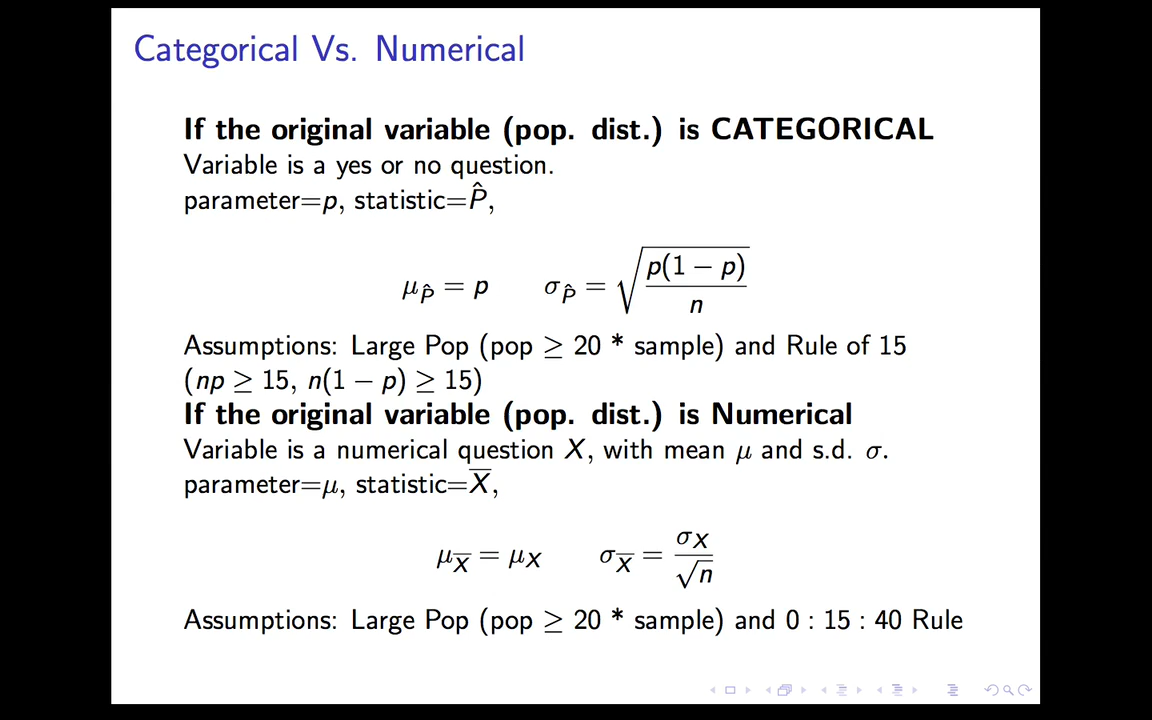 Categorical Vs. Numerical
If the original variable (pop. dist.) is CATEGORICAL
Variable is a yes or no question.
parameter=p, statistic=P̂,
μ_P̂ = p σ_P̂ = √(p(1 − p)/n)
Assumptions: Large Pop (pop ≥ 20 * sample) and Rule of 15
(np ≥ 15, n(1 − p) ≥ 15)
If the original variable (pop. dist.) is Numerical
Variable is a numerical question X, with mean μ and s.d. σ.
parameter=μ, statistic=X̅,
μ_X̅ = μ_X σ_X̅ = σ_X/√n
Assumptions: Large Pop (pop ≥ 20 * sample) and 0 : 15 : 40 Rule